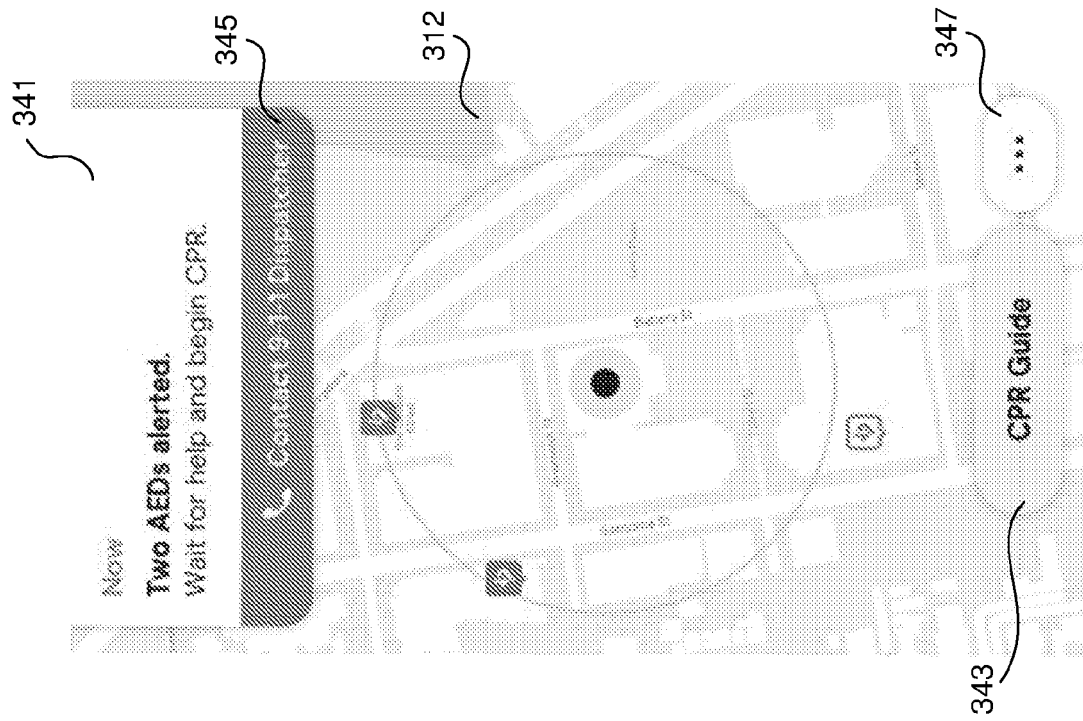 341
Now
Two AEDs alerted.
Wait for help and begin CPR.
Contact 9-1-1 Dispatcher
345
312
CPR Guide
343
347